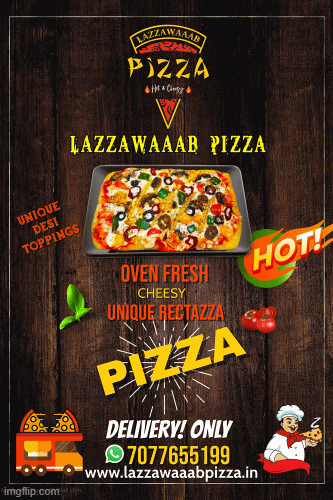 LAZZAWAAAB
PIZZA
Hot & Cheesy
LAZZAWAAAB PIZZA
UNIQUE
DESI
TOPPINGS
HOT!
OVEN FRESH
CHEESY
UNIQUE RECTAZZA
PIZZA
DELIVERY! ONLY
7077655199
www.lazzawaaabpizza.in
imgflip.com